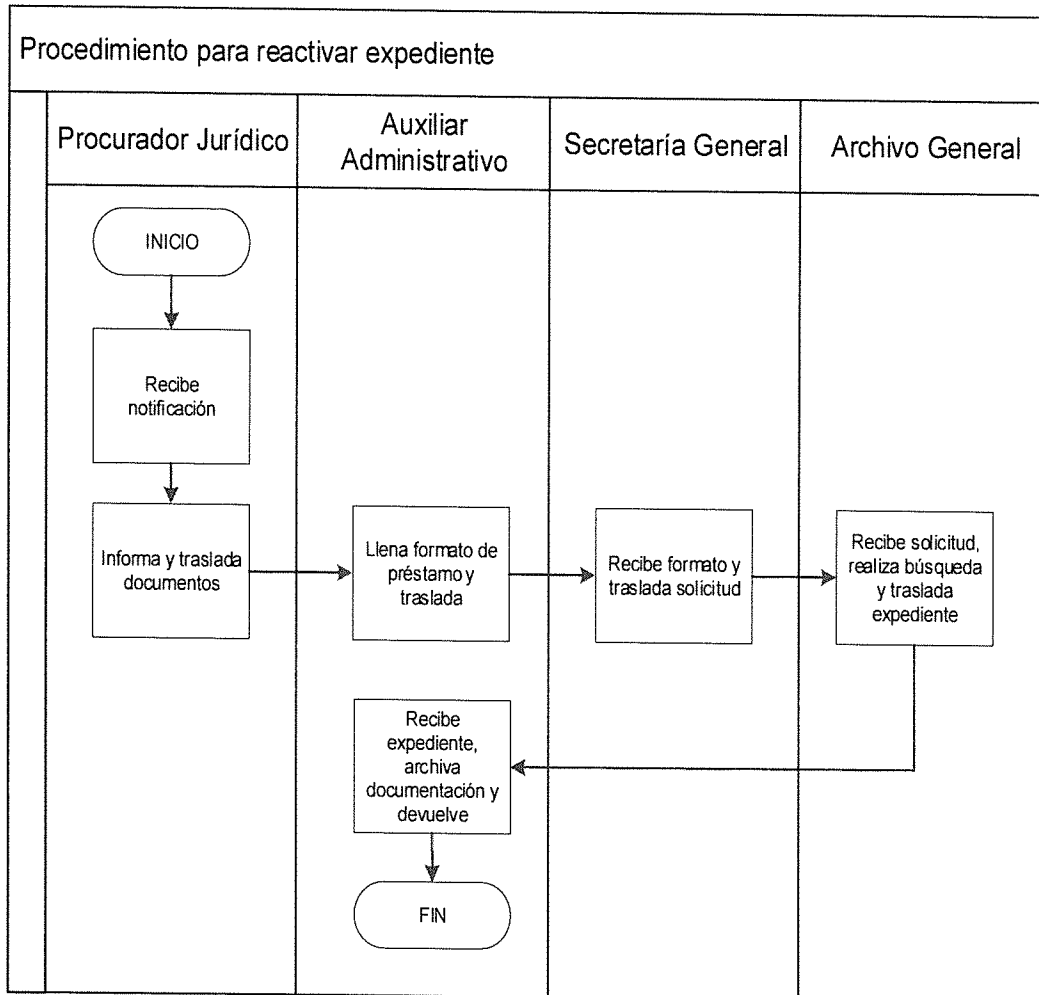 Procedimiento para reactivar expediente
Procurador Jurídico
Auxiliar
Administrativo
Secretaría General
Archivo General
INICIO
Recibe
notificación
Informa y traslada
documentos
Llena formato de
préstamo y
traslada
Recibe formato y
traslada solicitud
Recibe solicitud,
realiza búsqueda
y traslada
expediente
Recibe
expediente,
archiva
documentación y
devuelve
FIN